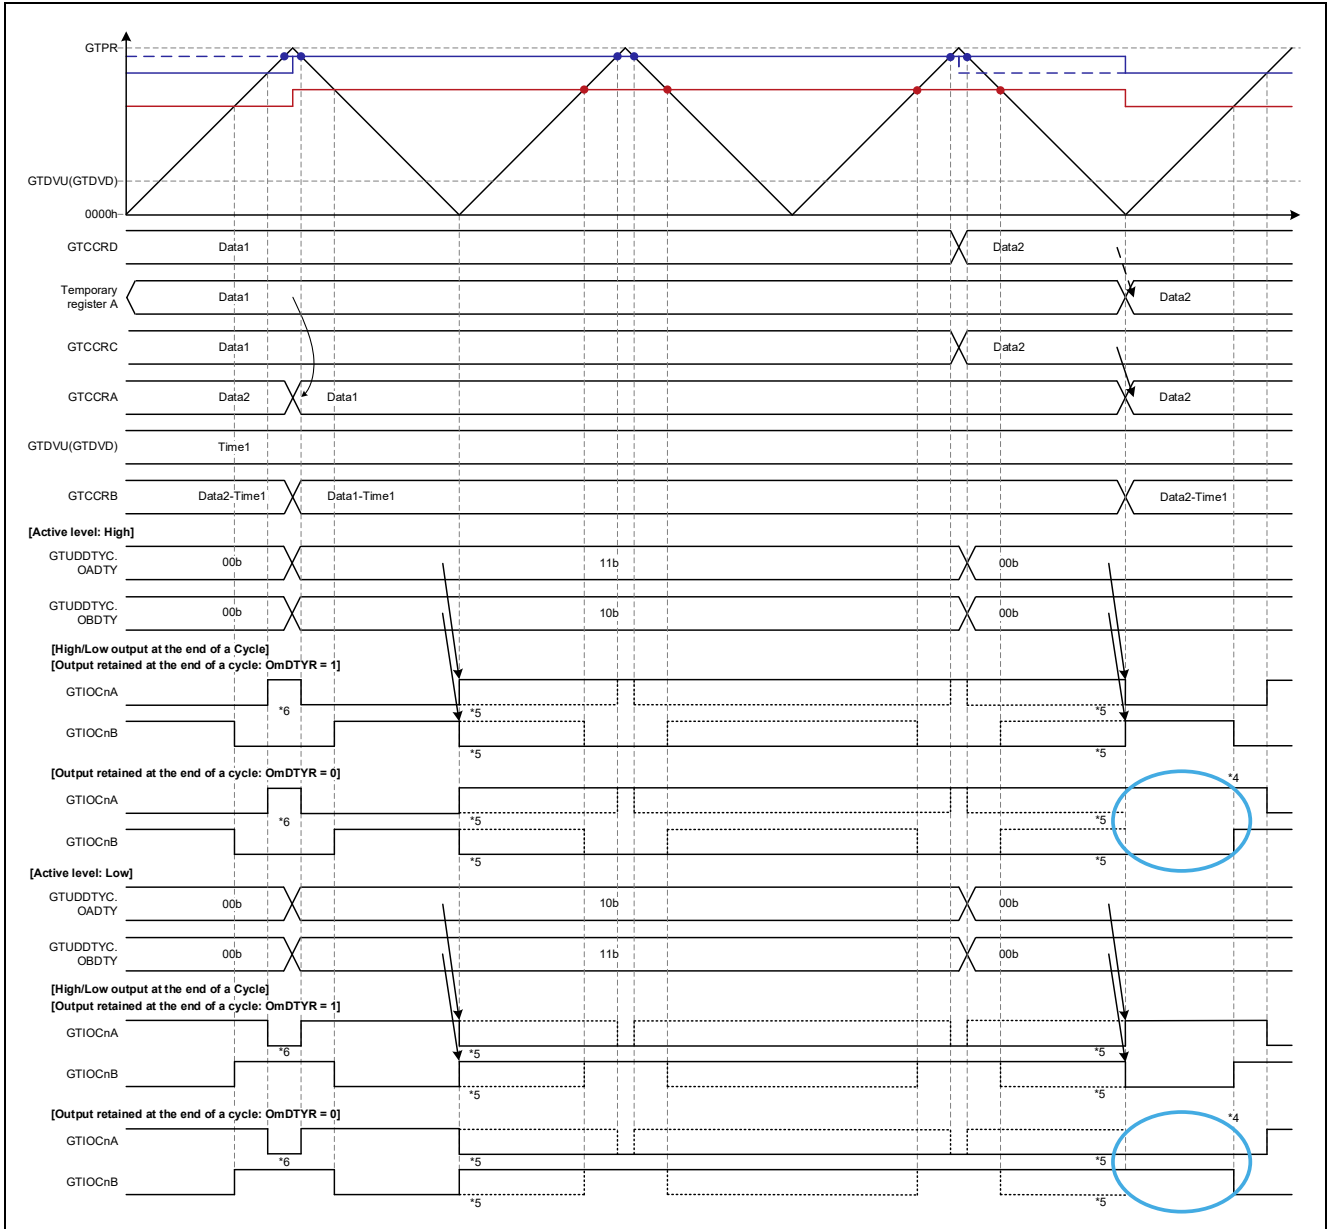 GTPR
GTDVU(GTDVD)
0000h
GTCCRD Data1 Data2
Temporary register A Data1 Data2
GTCCRC Data1 Data2
GTCCRA Data2 Data1 Data2
GTDVU(GTDVD) Time1
GTCCRB Data2-Time1 Data1-Time1 Data2-Time1
[Active level: High]
GTUDDTYC. OADTY 00b 11b 00b
GTUDDTYC. OBDTY 00b 10b 00b
[High/Low output at the end of a Cycle]
[Output retained at the end of a cycle: OmDTYR = 1]
GTIOCnA *6 *5 *5
GTIOCnB *5 *5
[Output retained at the end of a cycle: OmDTYR = 0]
*4
GTIOCnA *6 *5 *5
GTIOCnB *5 *5
[Active level: Low]
GTUDDTYC. OADTY 00b 10b 00b
GTUDDTYC. OBDTY 00b 11b 00b
[High/Low output at the end of a Cycle]
[Output retained at the end of a cycle: OmDTYR = 1]
GTIOCnA *6 *5 *5
GTIOCnB *5 *5
[Output retained at the end of a cycle: OmDTYR = 0]
*4
GTIOCnA *6 *5 *5
GTIOCnB *5 *5